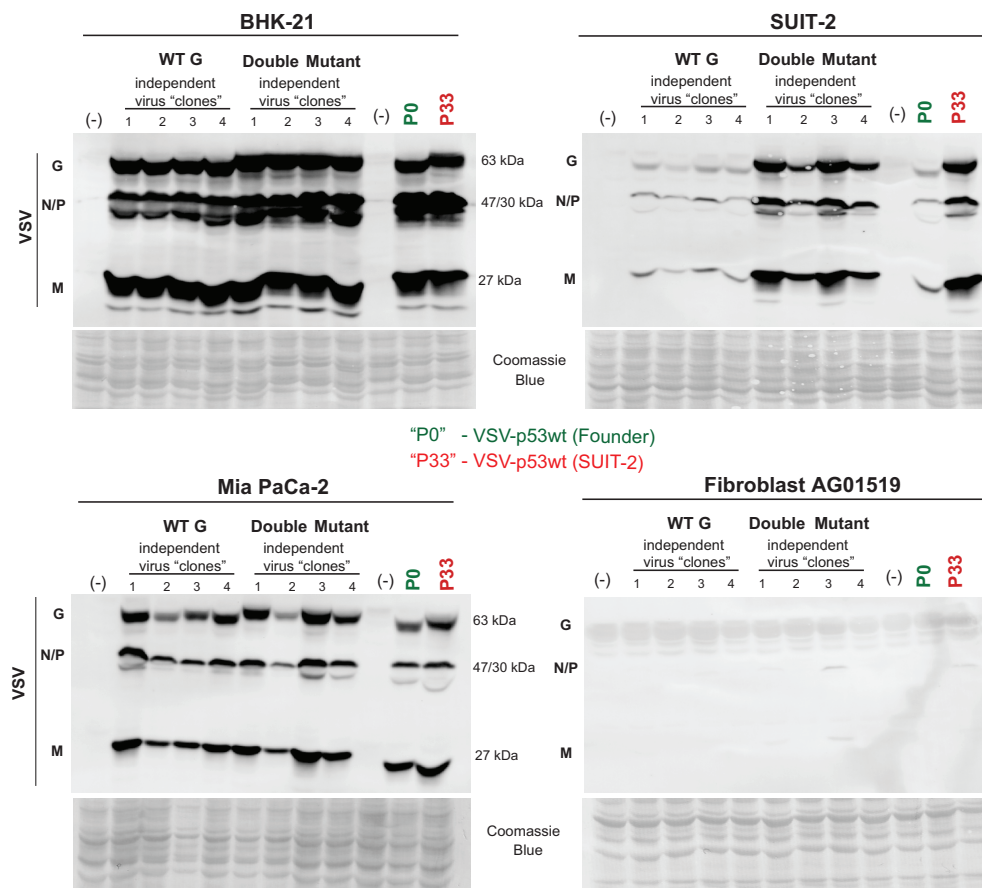 BHK-21
WT G
Double Mutant
independent
virus “clones”
independent
virus “clones”
(-)
1 2 3 4
1 2 3 4
(-)
P0
P33
VSV
G
N/P
M
63 kDa
47/30 kDa
27 kDa
Coomassie
Blue
SUIT-2
WT G
Double Mutant
independent
virus “clones”
independent
virus “clones”
(-)
1 2 3 4
1 2 3 4
(-)
P0
P33
G
N/P
M
“P0” - VSV-p53wt (Founder)
“P33” - VSV-p53wt (SUIT-2)
Mia PaCa-2
WT G
Double Mutant
independent
virus “clones”
independent
virus “clones”
(-)
1 2 3 4
1 2 3 4
(-)
P0
P33
VSV
G
N/P
M
63 kDa
47/30 kDa
27 kDa
Coomassie
Blue
Fibroblast AG01519
WT G
Double Mutant
independent
virus “clones”
independent
virus “clones”
(-)
1 2 3 4
1 2 3 4
(-)
P0
P33
G
N/P
M